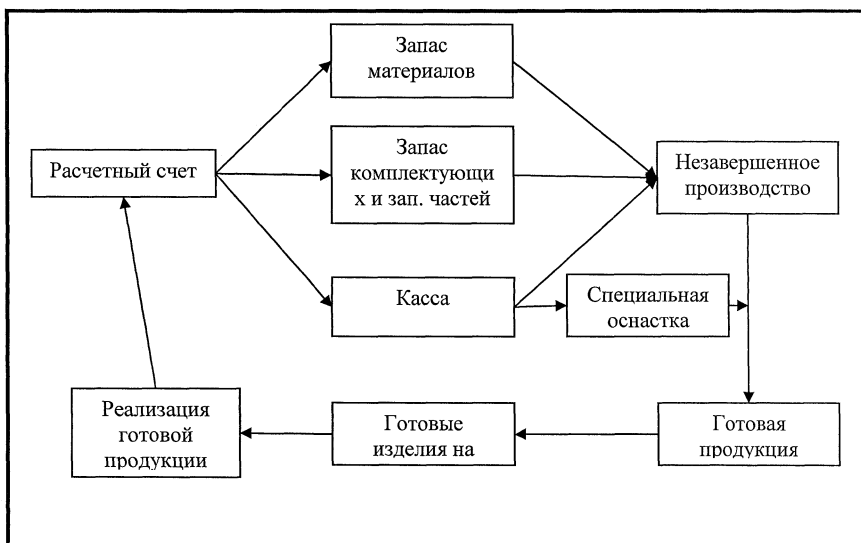 Запас
материалов
Расчетный счет
Запас
комплектующи
х и зап. частей
Незавершенное
производство
Касса
Специальная
оснастка
Реализация
готовой
продукции
Готовые
изделия на
Готовая
продукция